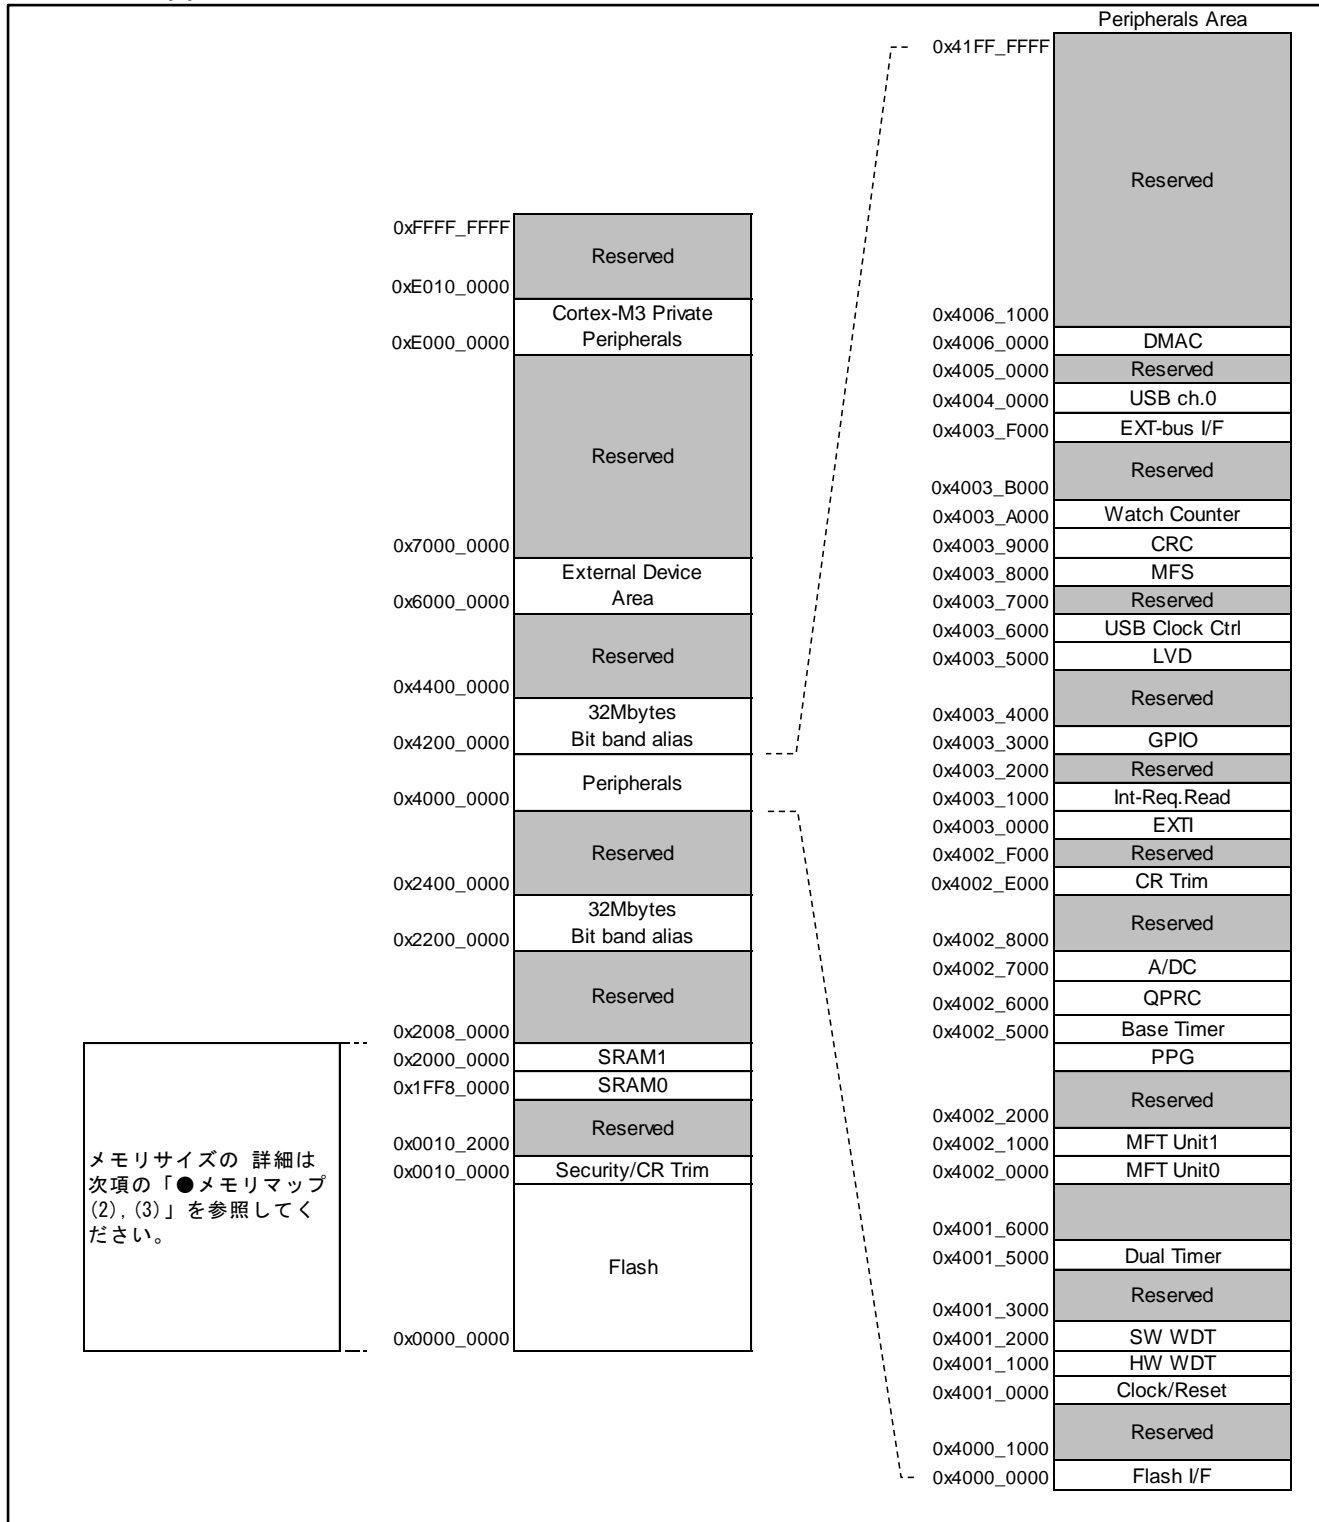 Peripherals Area
0x41FF_FFFF
Reserved
0x4006_1000
0x4006_0000 DMAC
0x4005_0000 Reserved
0x4004_0000 USB ch.0
0x4003_F000 EXT-bus I/F
Reserved
0x4003_B000
0x4003_A000 Watch Counter
0x4003_9000 CRC
0x4003_8000 MFS
0x4003_7000 Reserved
0x4003_6000 USB Clock Ctrl
0x4003_5000 LVD
Reserved
0x4003_4000
0x4003_3000 GPIO
0x4003_2000 Reserved
0x4003_1000 Int-Req.Read
0x4003_0000 EXTI
0x4002_F000 Reserved
0x4002_E000 CR Trim
Reserved
0x4002_8000
0x4002_7000 A/DC
0x4002_6000 QPRC
0x4002_5000 Base Timer
PPG
Reserved
0x4002_2000
0x4002_1000 MFT Unit1
0x4002_0000 MFT Unit0
0x4001_6000
0x4001_5000 Dual Timer
Reserved
0x4001_3000
0x4001_2000 SW WDT
0x4001_1000 HW WDT
0x4001_0000 Clock/Reset
Reserved
0x4000_1000
0x4000_0000 Flash I/F
0xFFFF_FFFF
Reserved
0xE010_0000
Cortex-M3 Private
0xE000_0000 Peripherals
Reserved
0x7000_0000
External Device
0x6000_0000 Area
Reserved
0x4400_0000
32Mbytes
0x4200_0000 Bit band alias
Peripherals
0x4000_0000
Reserved
0x2400_0000
32Mbytes
0x2200_0000 Bit band alias
Reserved
0x2008_0000
0x2000_0000 SRAM1
0x1FF8_0000 SRAM0
Reserved
0x0010_2000
0x0010_0000 Security/CR Trim
Flash
0x0000_0000
メモリサイズの 詳細は
次項の「●メモリマップ
(2),(3)」を参照してく
ださい。